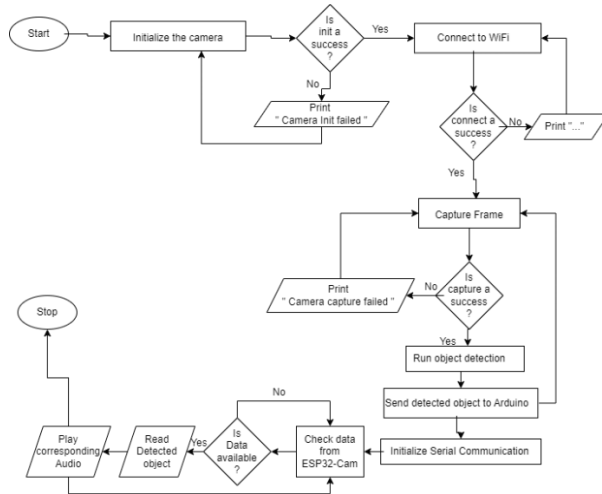 Start
Initialize the camera
Is
init a
success
?
Yes
Connect to WiFi
No
Print
" Camera Init failed "
Is
connect a
success
?
No
Print "..."
Yes
Capture Frame
Is
capture a
success
?
No
Print
" Camera capture failed "
Yes
Run object detection
Send detected object to Arduino
Initialize Serial Communication
Check data
from
ESP32-Cam
No
Is
Data
available
?
Yes
Read
Detected
object
Play
corresponding
Audio
Stop